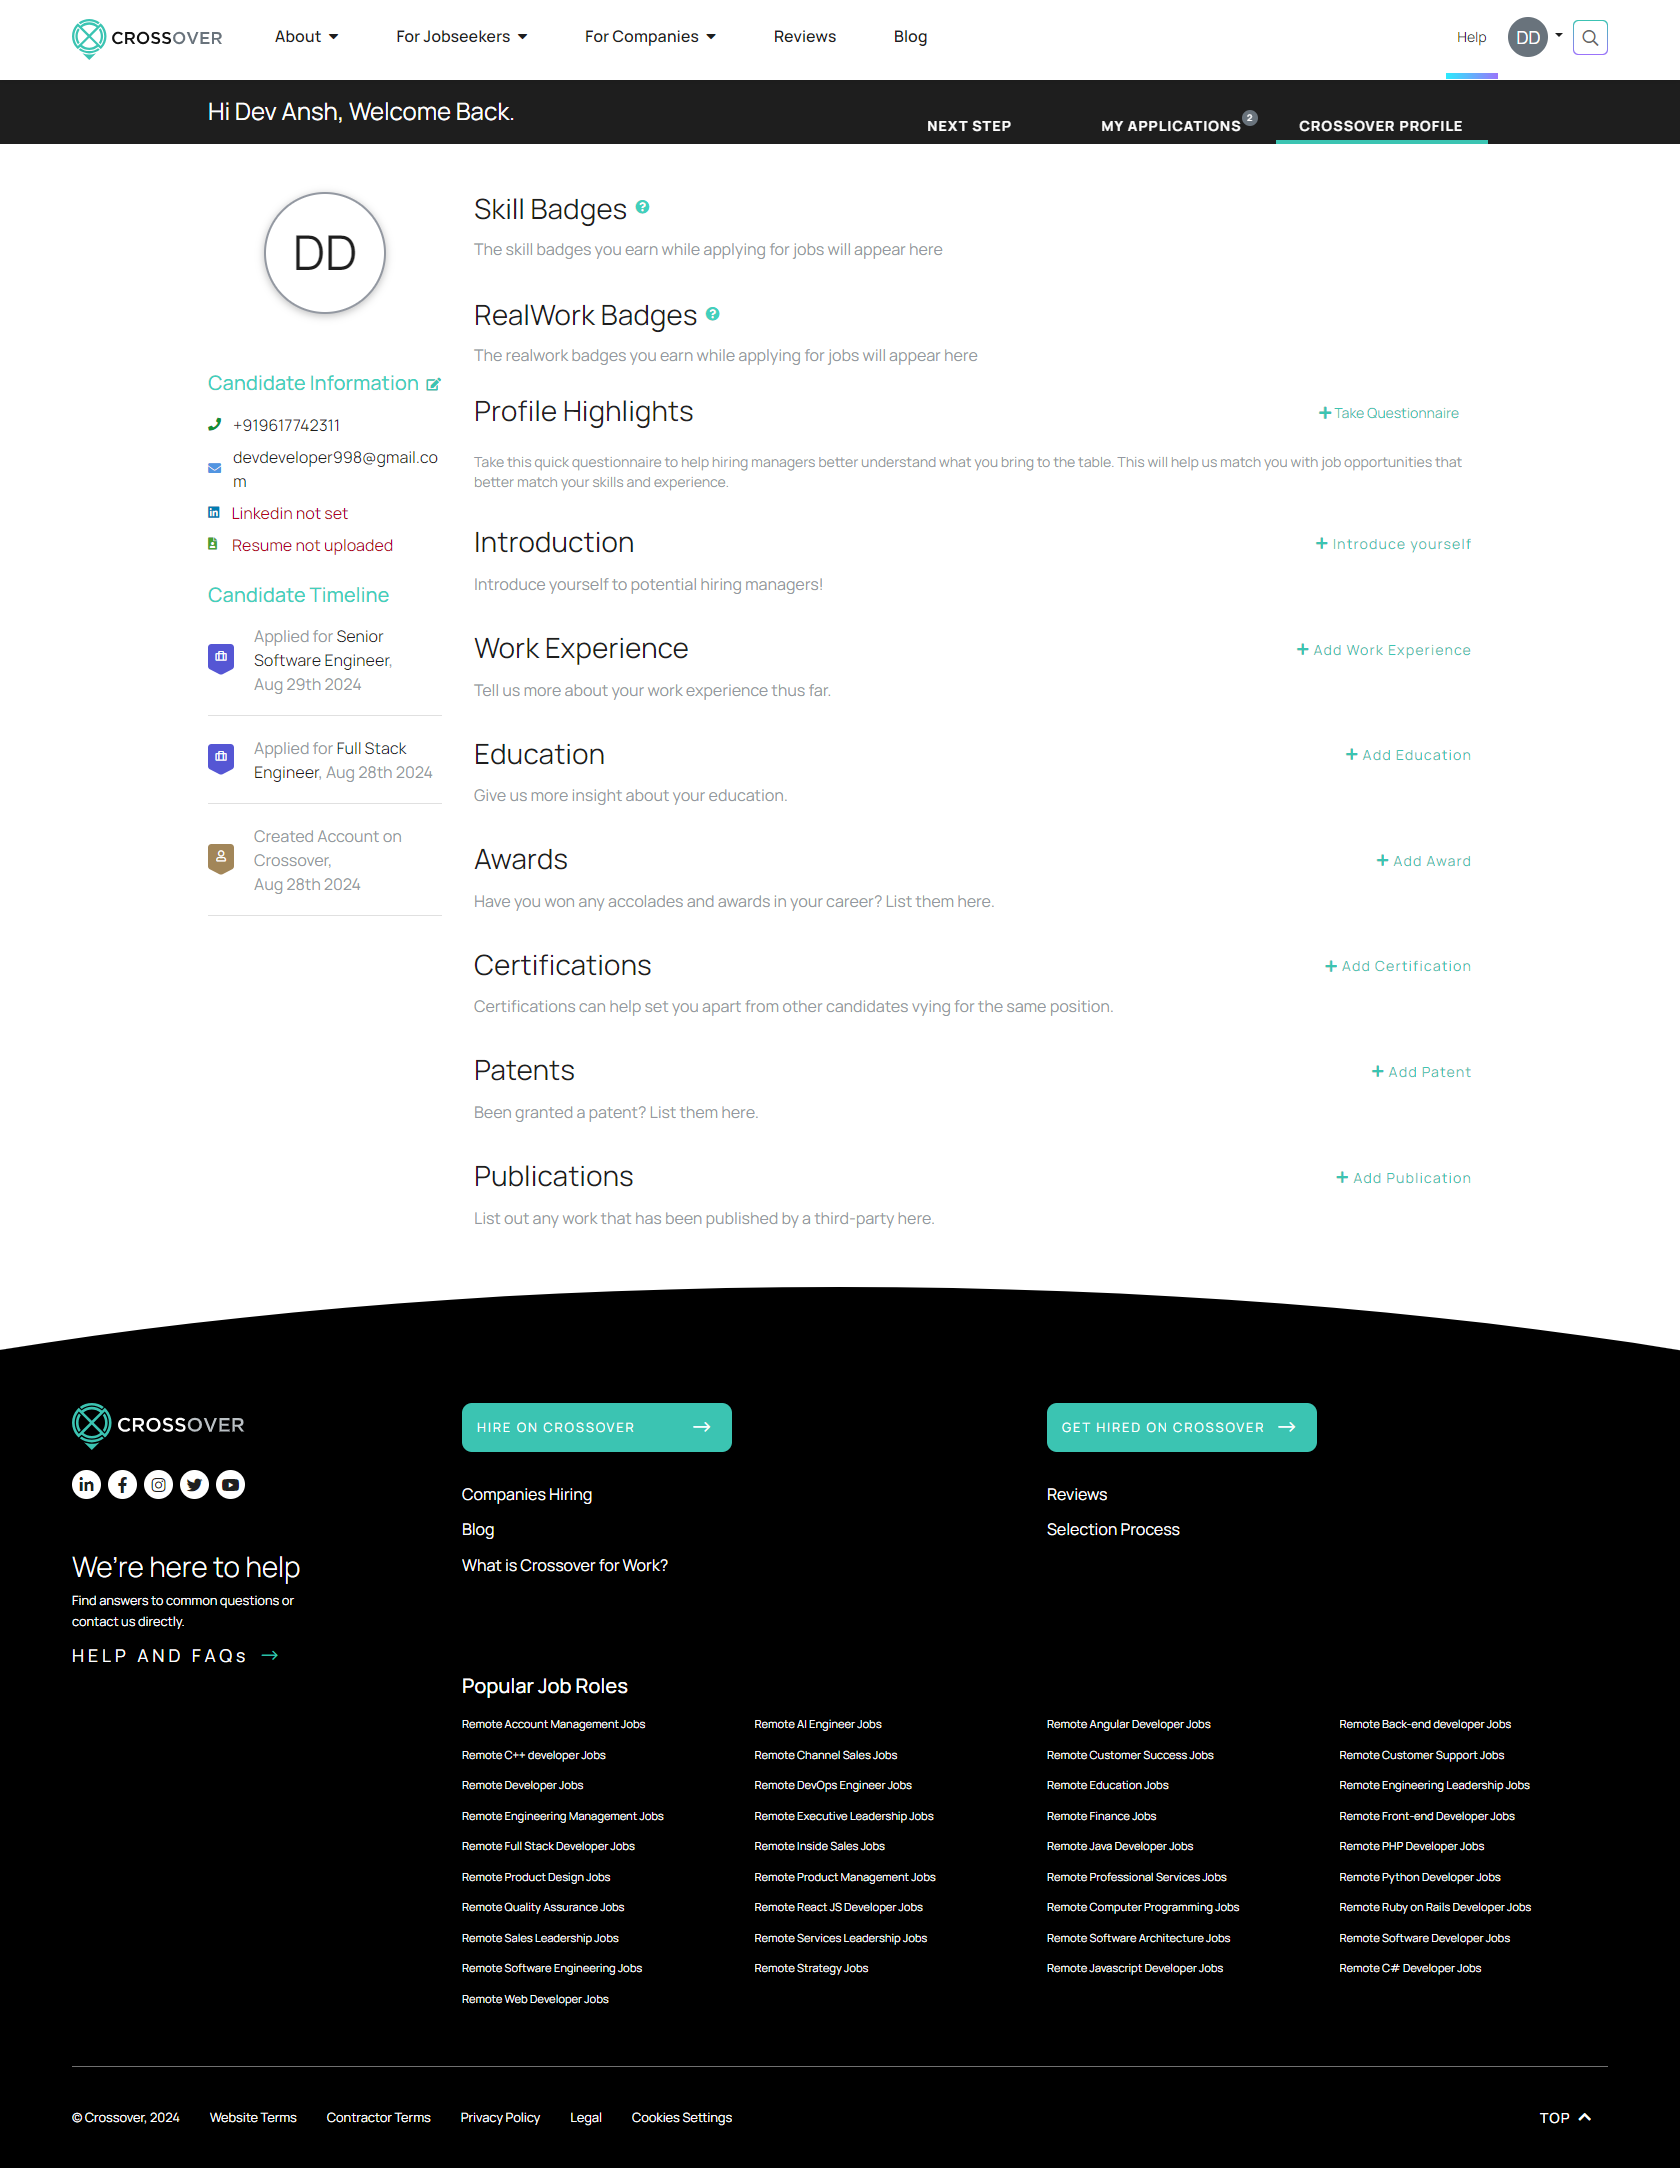 CROSSOVER
About
For Jobseekers
For Companies
Reviews
Blog
Help
DD
Hi Dev Ansh, Welcome Back.
NEXT STEP
MY APPLICATIONS 2
CROSSOVER PROFILE
DD
Candidate Information
+919617742311
devdeveloper998@gmail.co
m
Linkedin not set
Resume not uploaded
Candidate Timeline
Applied for Senior
Software Engineer,
Aug 29th 2024
Applied for Full Stack
Engineer, Aug 28th 2024
Created Account on
Crossover,
Aug 28th 2024
Skill Badges
The skill badges you earn while applying for jobs will appear here
RealWork Badges
The realwork badges you earn while applying for jobs will appear here
Profile Highlights
Take Questionnaire
Take this quick questionnaire to help hiring managers better understand what you bring to the table. This will help us match you with job opportunities that
better match your skills and experience.
Introduction
Introduce yourself
Introduce yourself to potential hiring managers!
Work Experience
Add Work Experience
Tell us more about your work experience thus far.
Education
Add Education
Give us more insight about your education.
Awards
Add Award
Have you won any accolades and awards in your career? List them here.
Certifications
Add Certification
Certifications can help set you apart from other candidates vying for the same position.
Patents
Add Patent
Been granted a patent? List them here.
Publications
Add Publication
List out any work that has been published by a third-party here.
CROSSOVER
We're here to help
Find answers to common questions or
contact us directly.
HELP AND FAQs
HIRE ON CROSSOVER
Companies Hiring
Blog
What is Crossover for Work?
GET HIRED ON CROSSOVER
Reviews
Selection Process
Popular Job Roles
Remote Account Management Jobs
Remote AI Engineer Jobs
Remote Angular Developer Jobs
Remote Back-end developer Jobs
Remote C++ developer Jobs
Remote Channel Sales Jobs
Remote Customer Success Jobs
Remote Customer Support Jobs
Remote Developer Jobs
Remote DevOps Engineer Jobs
Remote Education Jobs
Remote Engineering Leadership Jobs
Remote Engineering Management Jobs
Remote Executive Leadership Jobs
Remote Finance Jobs
Remote Front-end Developer Jobs
Remote Full Stack Developer Jobs
Remote Inside Sales Jobs
Remote Java Developer Jobs
Remote PHP Developer Jobs
Remote Product Design Jobs
Remote Product Management Jobs
Remote Professional Services Jobs
Remote Python Developer Jobs
Remote Quality Assurance Jobs
Remote React JS Developer Jobs
Remote Computer Programming Jobs
Remote Ruby on Rails Developer Jobs
Remote Sales Leadership Jobs
Remote Services Leadership Jobs
Remote Software Architecture Jobs
Remote Software Developer Jobs
Remote Software Engineering Jobs
Remote Strategy Jobs
Remote Javascript Developer Jobs
Remote C# Developer Jobs
Remote Web Developer Jobs
© Crossover, 2024
Website Terms
Contractor Terms
Privacy Policy
Legal
Cookies Settings
TOP